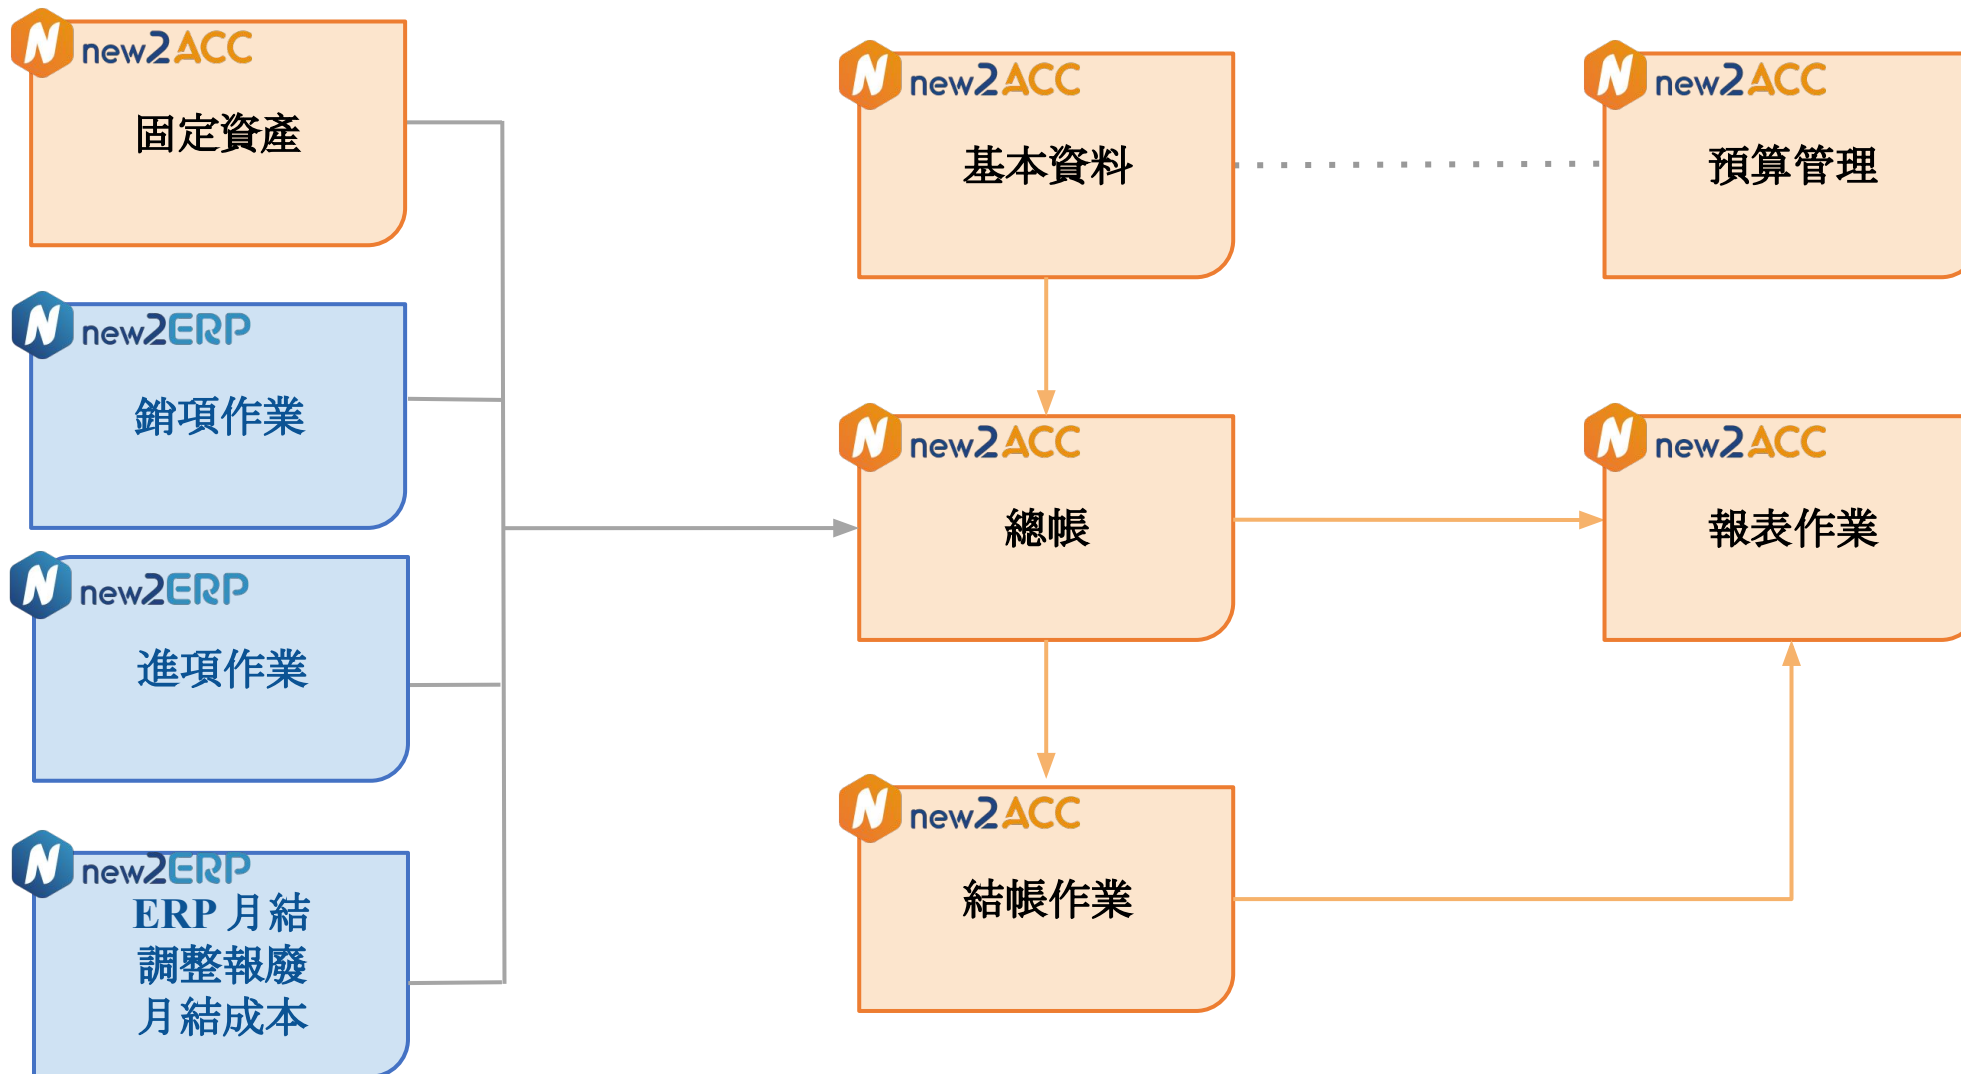 new2ACC
固定資產
new2ERP
銷項作業
new2ERP
進項作業
new2ERP
ERP 月結
調整報廢
月結成本
new2ACC
基本資料
new2ACC
總帳
new2ACC
結帳作業
new2ACC
預算管理
new2ACC
報表作業